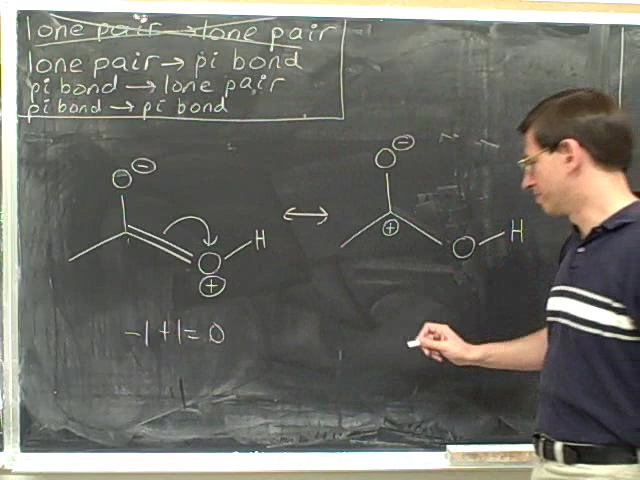 lone pair → lone pair
lone pair → pi bond
pi bond → lone pair
pi bond → pi bond
O ⊖
O ⊖
O H
⊕
↔
⊕
O H
-1+1=0